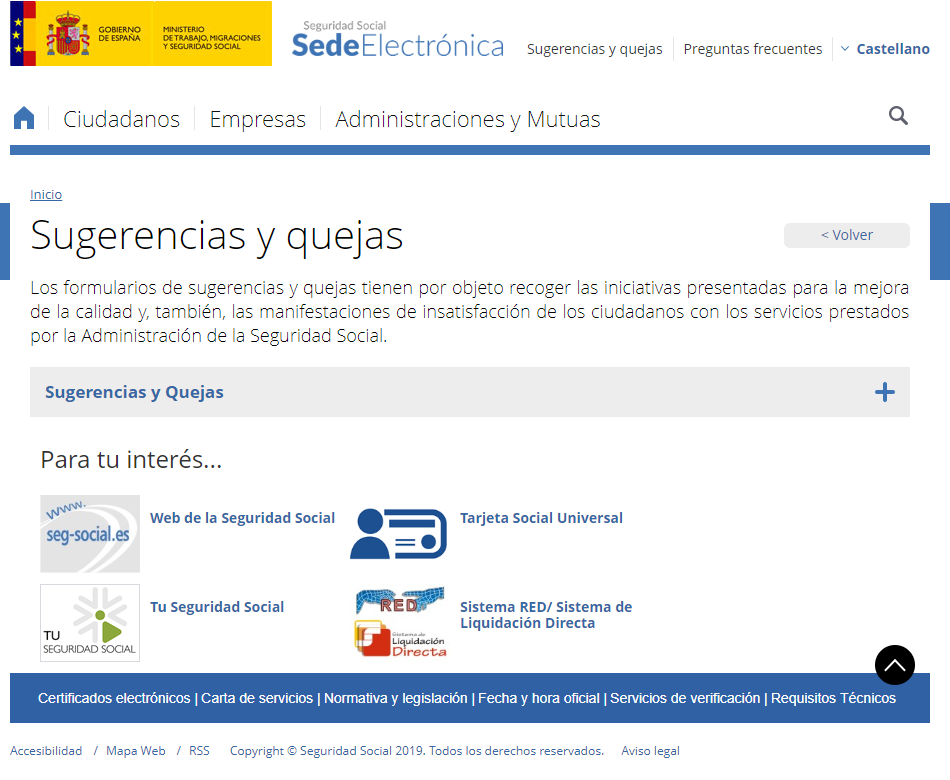 GOBIERNO
DE ESPAÑA
MINISTERIO
DE TRABAJO, MIGRACIONES
Y SEGURIDAD SOCIAL
Seguridad Social
SedeElectrónica
Sugerencias y quejas
Preguntas frecuentes
Castellano
Ciudadanos
Empresas
Administraciones y Mutuas
Inicio
Sugerencias y quejas
< Volver
Los formularios de sugerencias y quejas tienen por objeto recoger las iniciativas presentadas para la mejora
de la calidad y, también, las manifestaciones de insatisfacción de los ciudadanos con los servicios prestados
por la Administración de la Seguridad Social.
Sugerencias y Quejas
Para tu interés...
www.
seg-social.es
Web de la Seguridad Social
Tarjeta Social Universal
TU
SEGURIDAD SOCIAL
Tu Seguridad Social
RED
Sistema de
Liquidación
Directa
Sistema RED/ Sistema de
Liquidación Directa
Certificados electrónicos | Carta de servicios | Normativa y legislación | Fecha y hora oficial | Servicios de verificación | Requisitos Técnicos
Accesibilidad / Mapa Web / RSS Copyright © Seguridad Social 2019. Todos los derechos reservados. Aviso legal